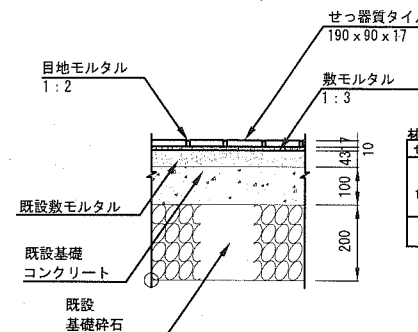 せっ器質タイ
190×90×17
目地モルタル
1：2
敷モルタル
1：3
17
10
43
100
200
既設敷モルタル
既設基礎
コンクリート
既設
基礎砕石